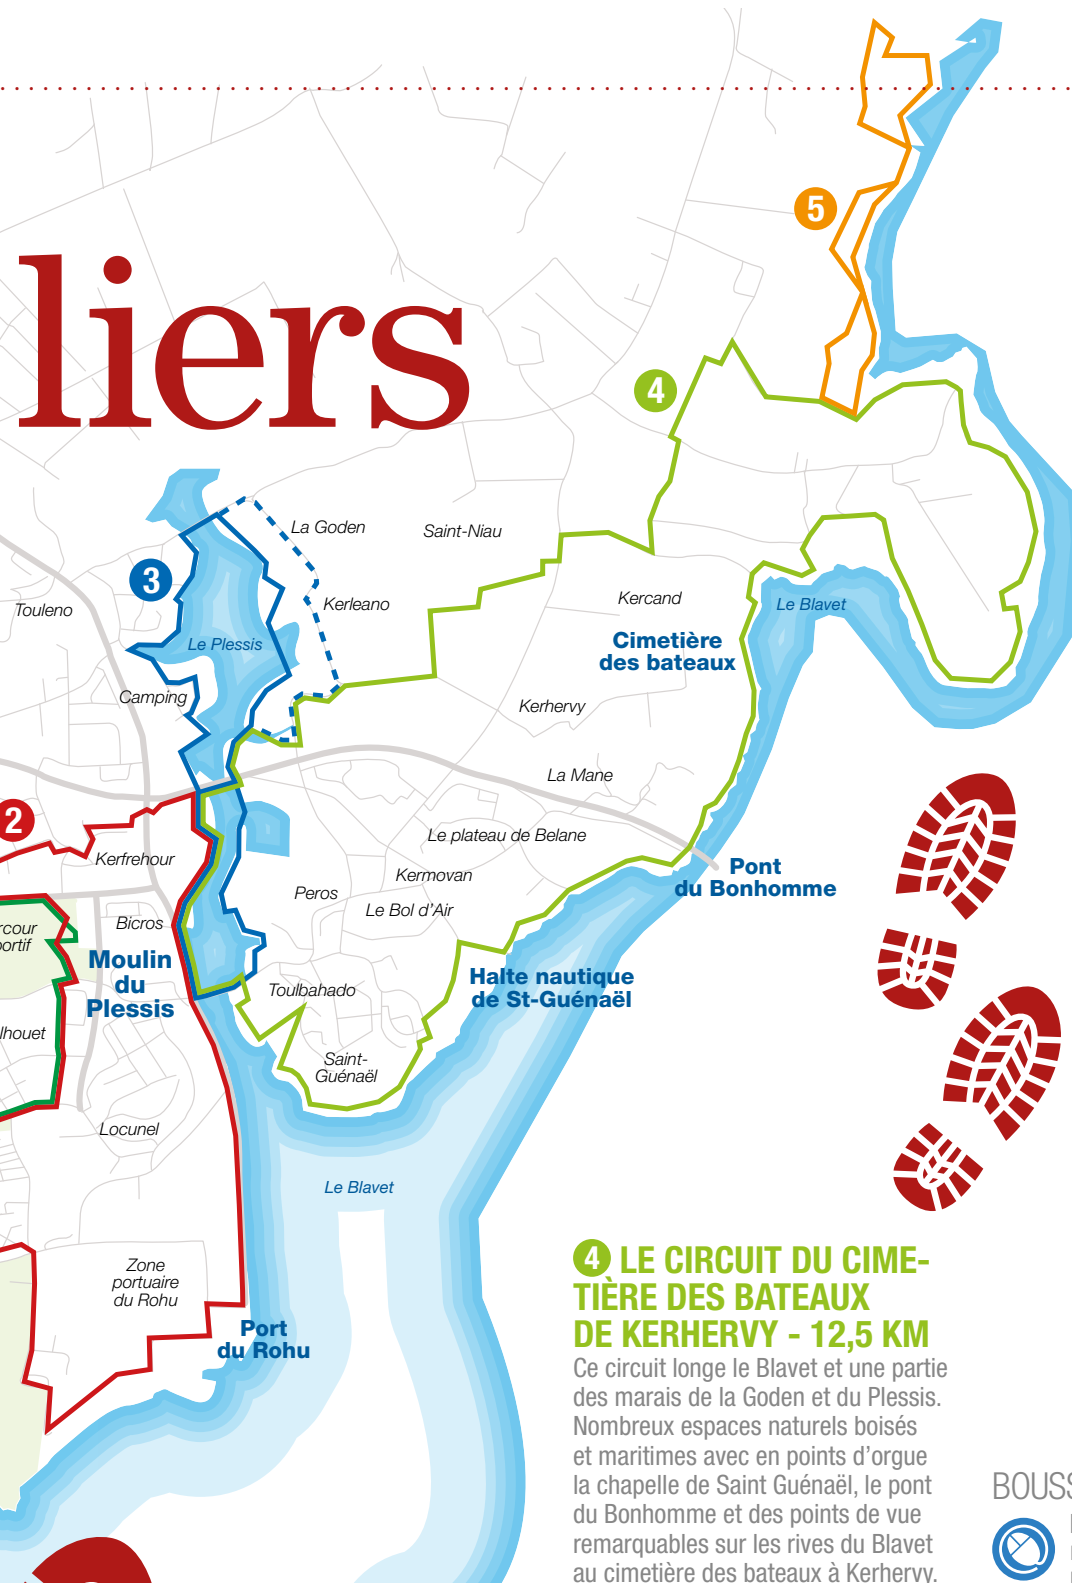 liers
5
4
3
2
La Goden
Saint-Niau
Touleno
Kerleano
Kercand
Le Blavet
Le Plessis
Cimetière
des bateaux
Camping
Kerhervy
La Mane
Le plateau de Belane
Kerfrehour
Kermovan
Pont
du Bonhomme
Peros
Le Bol d’Air
Bicros
rcour
portif
Moulin
du
Plessis
Halte nautique
de St-Guénaël
Toulbahado
lhouet
Saint-
Guénaël
Locunel
Le Blavet
Zone
portuaire
du Rohu
Port
du Rohu
4 LE CIRCUIT DU CIME-
TIÈRE DES BATEAUX
DE KERHERVY - 12,5 KM
Ce circuit longe le Blavet et une partie
des marais de la Goden et du Plessis.
Nombreux espaces naturels boisés
et maritimes avec en points d’orgue
la chapelle de Saint Guénaël, le pont
du Bonhomme et des points de vue
remarquables sur les rives du Blavet
au cimetière des bateaux à Kerhervy.
BOUSS